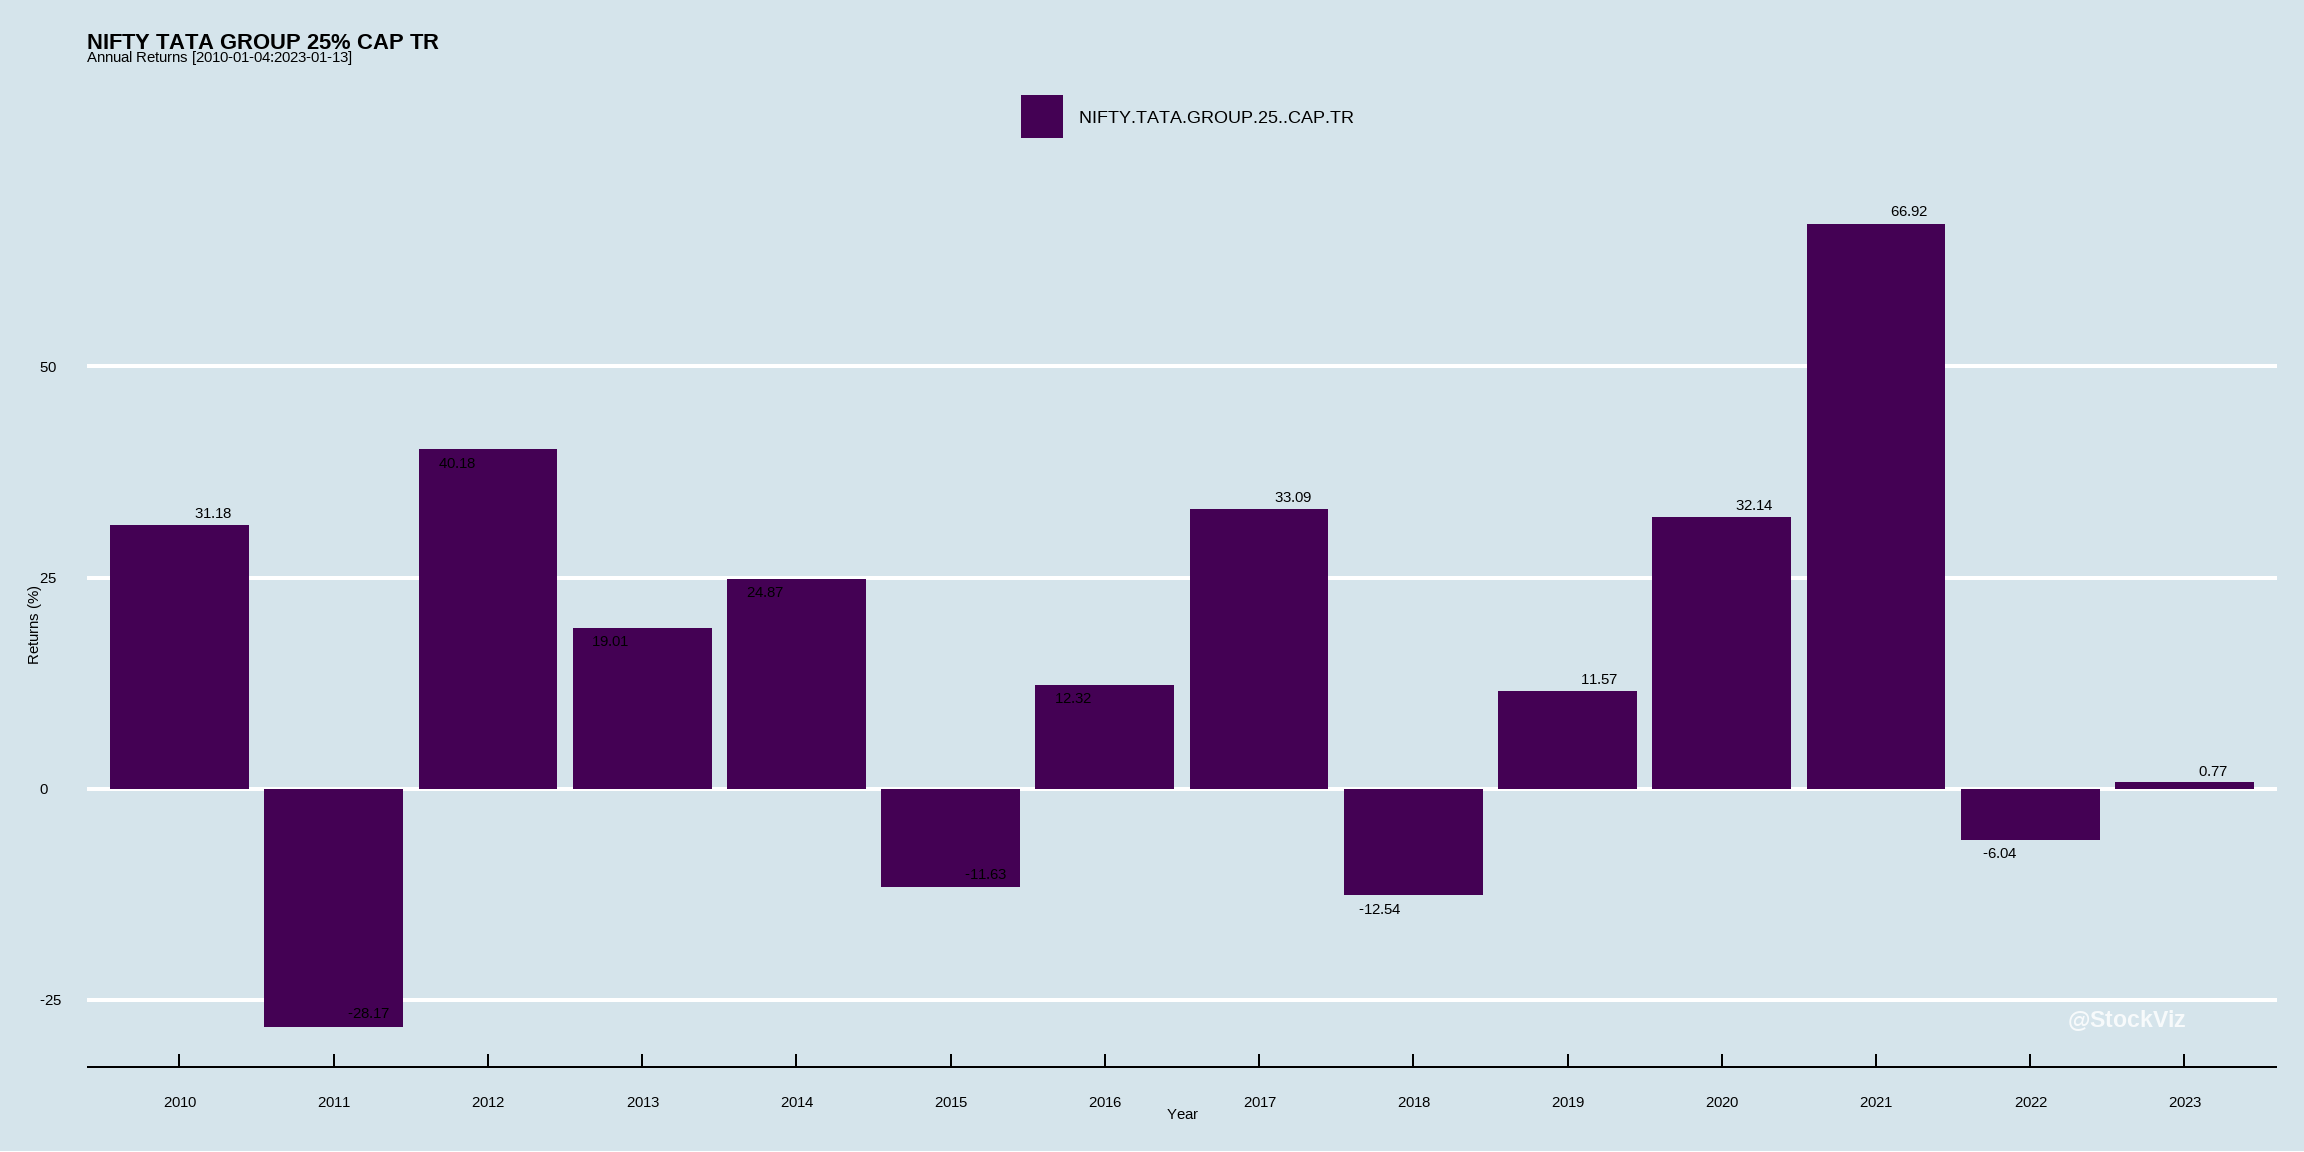 NIFTY TATA GROUP 25% CAP TR
Annual Returns [2010-01-04:2023-01-13]
NIFTY.TATA.GROUP.25..CAP.TR
66.92
50
40.18
33.09
32.14
31.18
25
24.87
19.01
12.32
11.57
0.77
0
-6.04
-11.63
-12.54
-25
-28.17
Returns (%)
@StockViz
2010 2011 2012 2013 2014 2015 2016 2017 2018 2019 2020 2021 2022 2023
Year